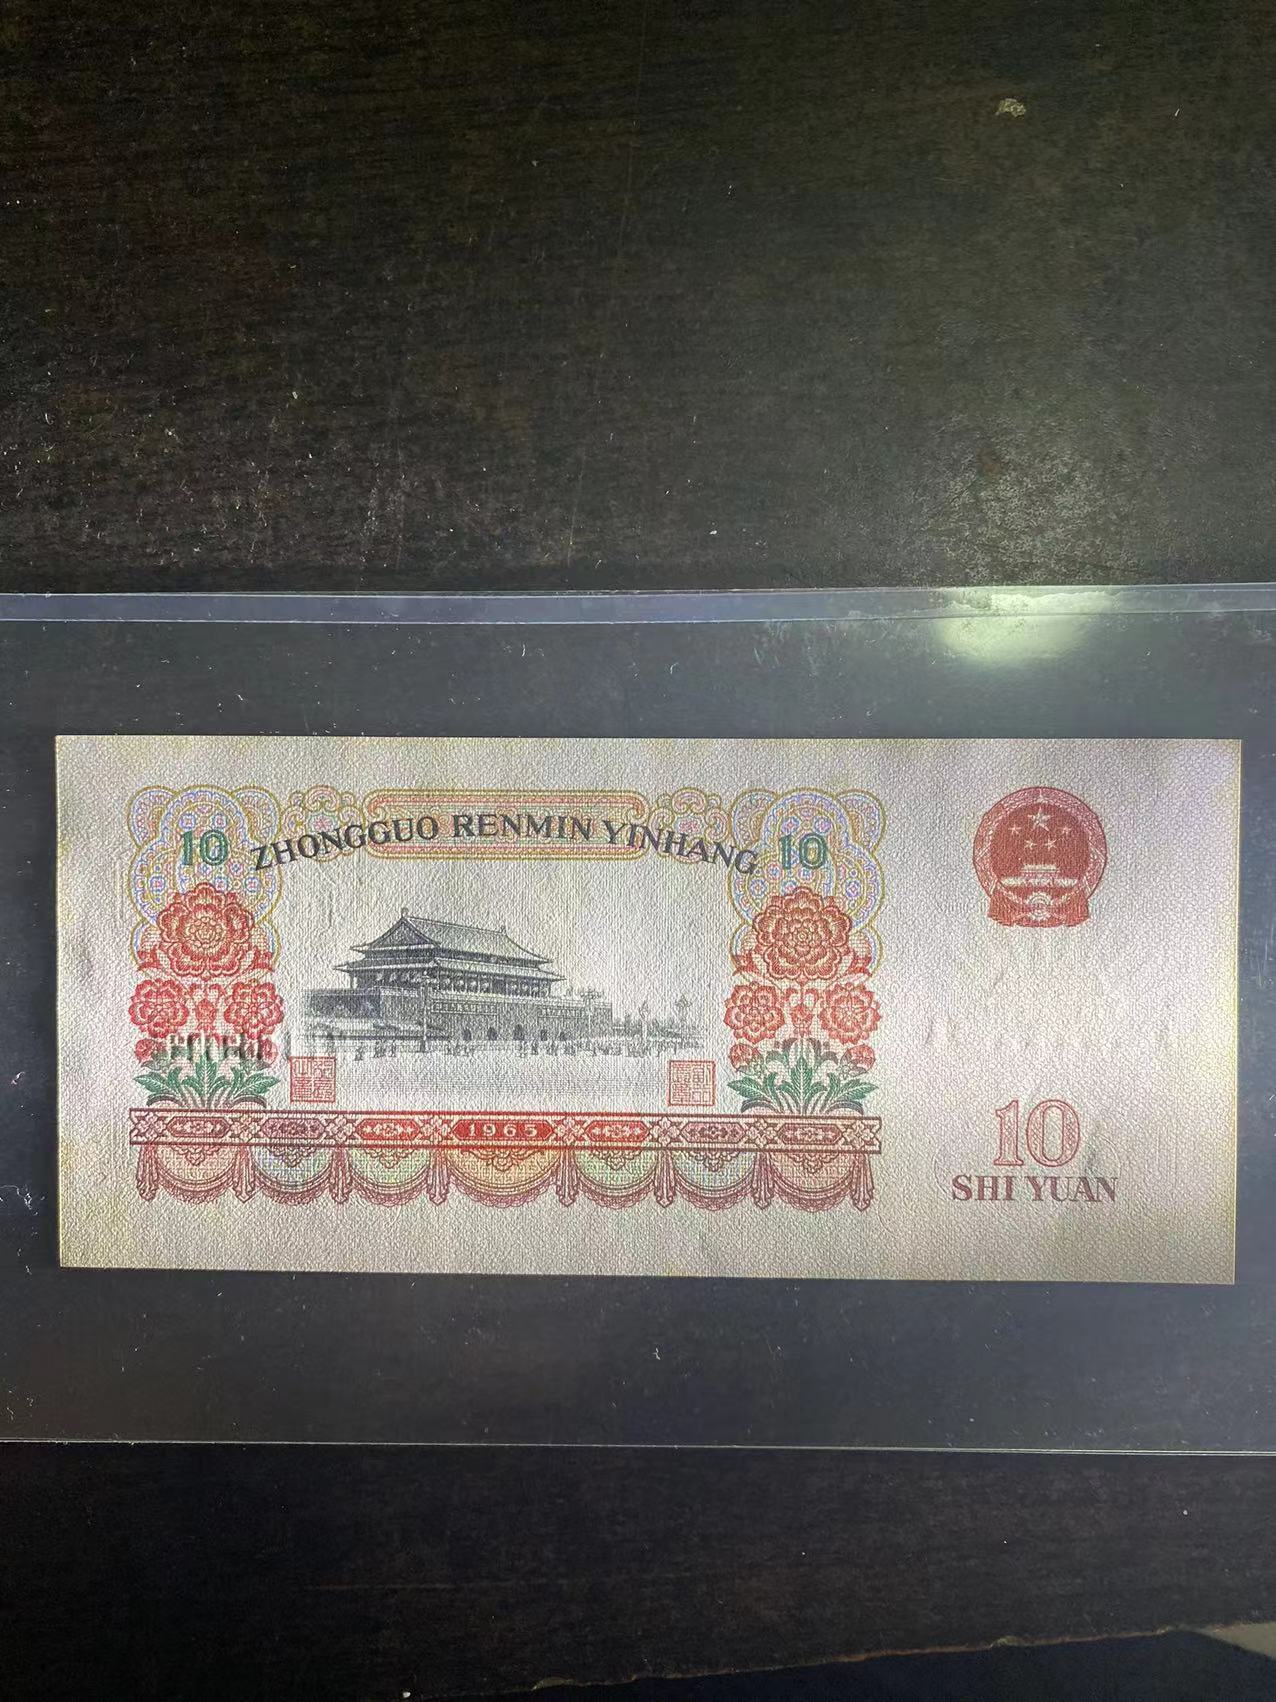 10 ZHONGGUO RENMIN YINHANG 10
1965
10
SHI YUAN